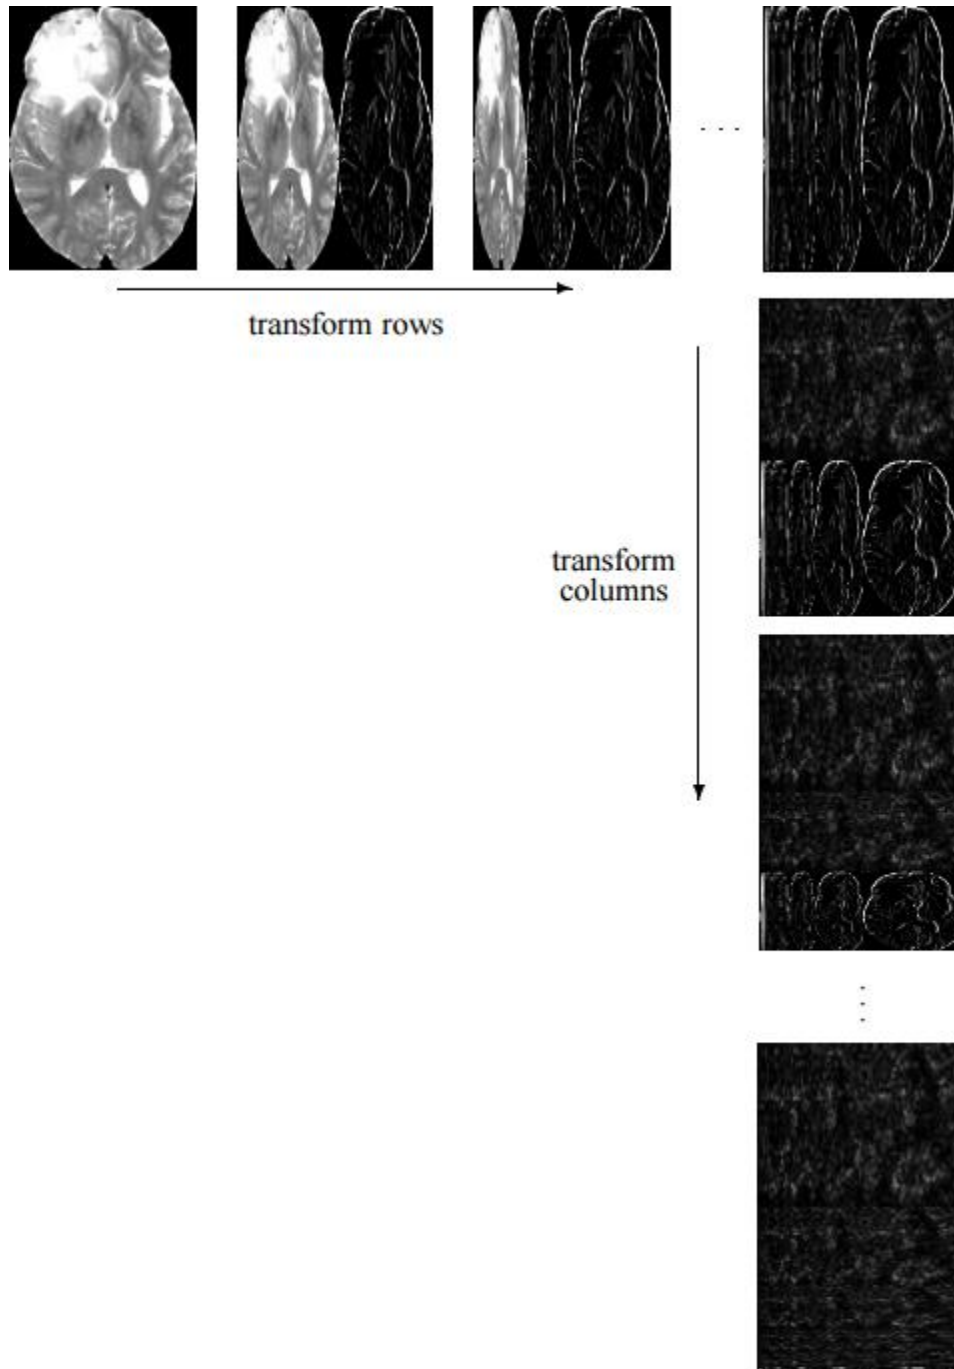 . . .
transform rows
transform
columns
.
.
.